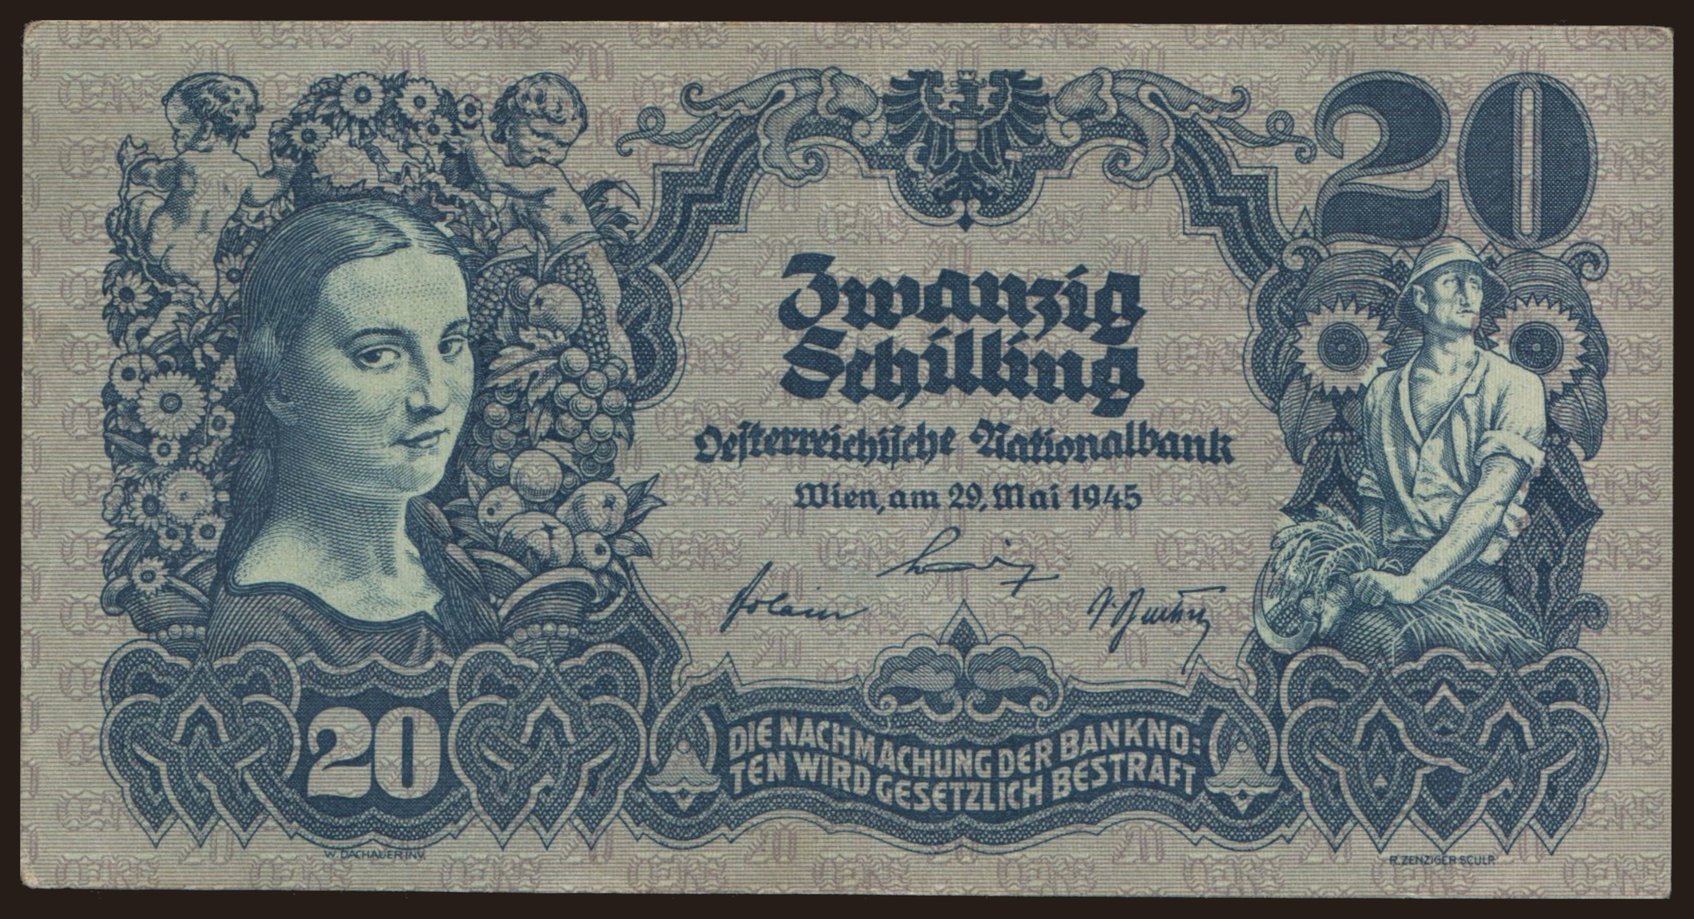 20
Zwanzig
Schilling
Oesterreichische Nationalbank
Wien, am 29. Mai 1945
20
DIE NACHMACHUNG DER BANKNO=
TEN WIRD GESETZLICH BESTRAFT
W. DACHAUER INV.
R. ZENZIGER SCULP.